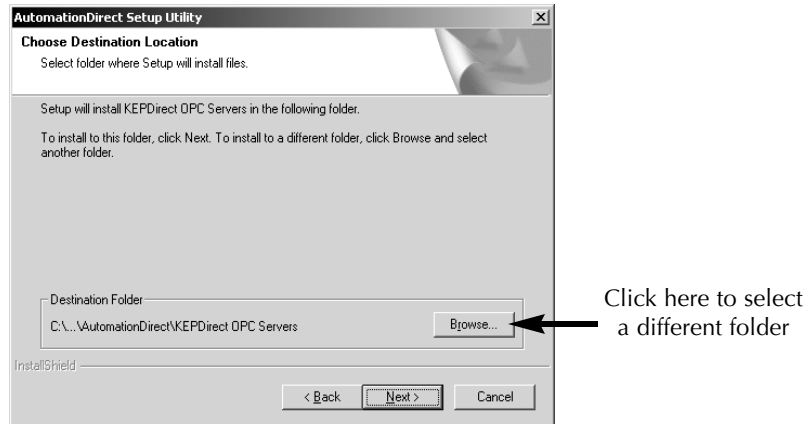 AutomationDirect Setup Utility
Choose Destination Location
Select folder where Setup will install files.
Setup will install KEPDirect OPC Servers in the following folder.
To install to this folder, click Next. To install to a different folder, click Browse and select
another folder.
Destination Folder
C:\...\AutomationDirect\KEPDirect OPC Servers
Browse...
Click here to select
a different folder
InstallShield
< Back
Next >
Cancel